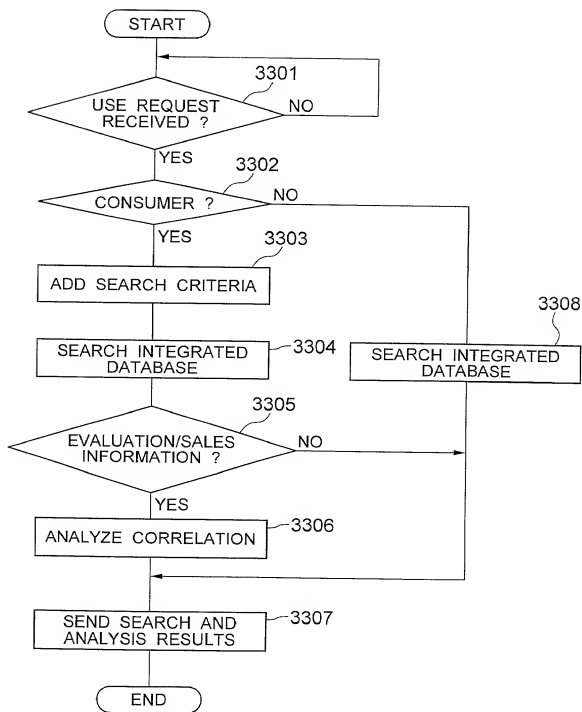 START
3301
USE REQUEST
RECEIVED ?
NO
YES
3302
CONSUMER ?
NO
YES
3303
ADD SEARCH CRITERIA
3304
SEARCH INTEGRATED
DATABASE
3308
SEARCH INTEGRATED
DATABASE
3305
EVALUATION/SALES
INFORMATION ?
NO
YES
3306
ANALYZE CORRELATION
3307
SEND SEARCH AND
ANALYSIS RESULTS
END